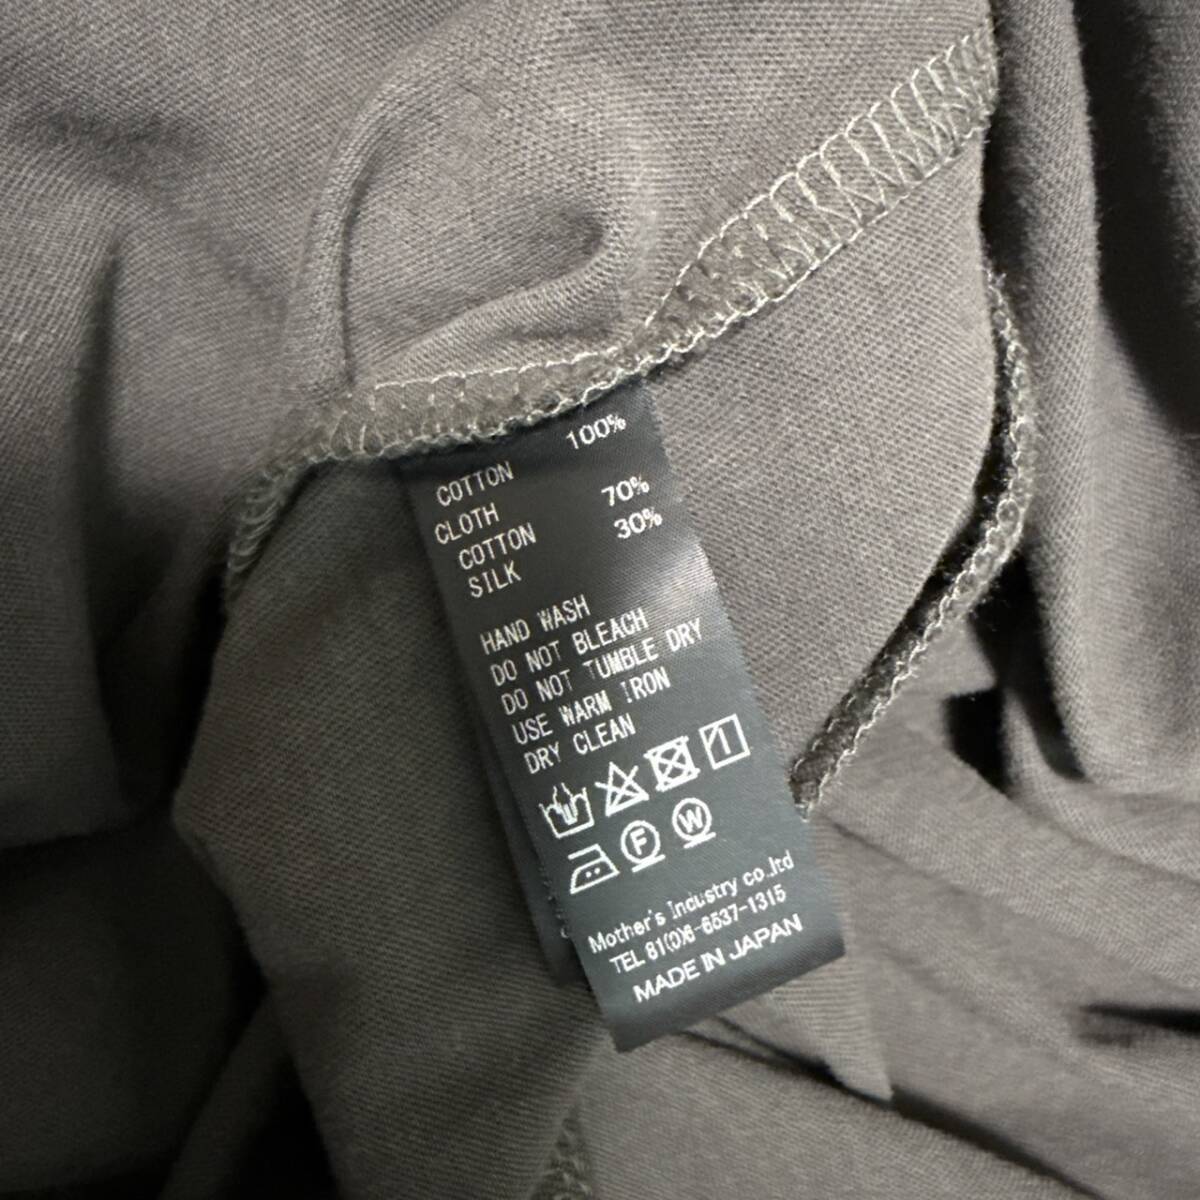 COTTON 100%
CLOTH
COTTON 70%
SILK 30%
HAND WASH
DO NOT BLEACH
DO NOT TUMBLE DRY
USE WARM IRON
DRY CLEAN
F W
Mother's Industry co.,ltd
TEL 81(0)6-6537-1315
MADE IN JAPAN